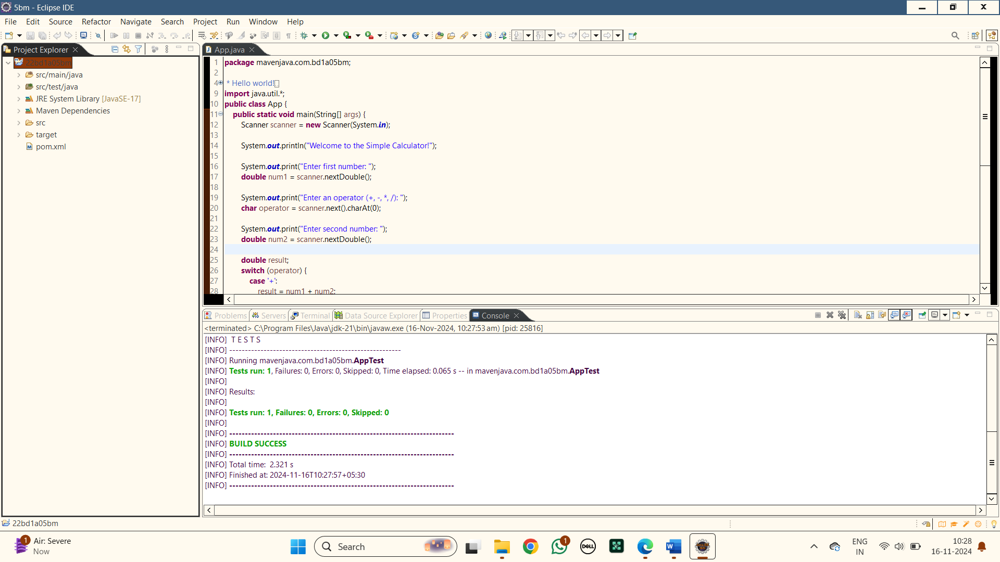 5bm - Eclipse IDE
File Edit Source Refactor Navigate Search Project Run Window Help
Project Explorer
22bd1a05bm
src/main/java
src/test/java
JRE System Library [JavaSE-17]
Maven Dependencies
src
target
pom.xml
App.java
1 package mavenjava.com.bd1a05bm;
2
4 * Hello world!
9 import java.util.*;
10 public class App {
11 public static void main(String[] args) {
12 Scanner scanner = new Scanner(System.in);
13
14 System.out.println("Welcome to the Simple Calculator!");
15
16 System.out.print("Enter first number: ");
17 double num1 = scanner.nextDouble();
18
19 System.out.print("Enter an operator (+, -, *, /): ");
20 char operator = scanner.next().charAt(0);
21
22 System.out.print("Enter second number: ");
23 double num2 = scanner.nextDouble();
24
25 double result;
26 switch (operator) {
27 case '+':
28 result = num1 + num2;
Problems Servers Terminal Data Source Explorer Properties Console
<terminated> C:\Program Files\Java\jdk-21\bin\javaw.exe (16-Nov-2024, 10:27:53 am) [pid: 25816]
[INFO] T E S T S
[INFO] -------------------------------------------------------
[INFO] Running mavenjava.com.bd1a05bm.AppTest
[INFO] Tests run: 1, Failures: 0, Errors: 0, Skipped: 0, Time elapsed: 0.065 s -- in mavenjava.com.bd1a05bm.AppTest
[INFO]
[INFO] Results:
[INFO]
[INFO] Tests run: 1, Failures: 0, Errors: 0, Skipped: 0
[INFO]
[INFO] ------------------------------------------------------------------------
[INFO] BUILD SUCCESS
[INFO] ------------------------------------------------------------------------
[INFO] Total time:  2.321 s
[INFO] Finished at: 2024-11-16T10:27:57+05:30
[INFO] ------------------------------------------------------------------------
22bd1a05bm
1
Air: Severe
Now
Search
1
DELL
W
ENG
IN
10:28
16-11-2024